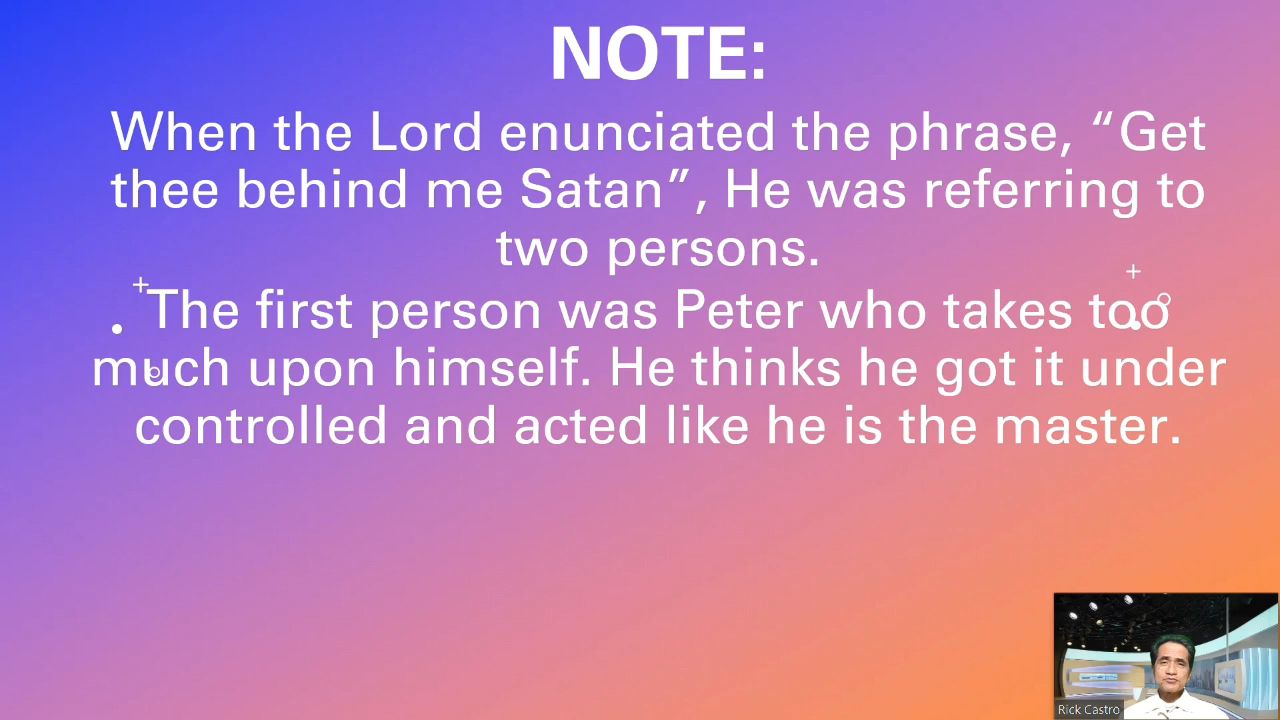 NOTE:
When the Lord enunciated the phrase, “Get
thee behind me Satan”, He was referring to
two persons.
The first person was Peter who takes too
much upon himself. He thinks he got it under
controlled and acted like he is the master.
Rick Castro